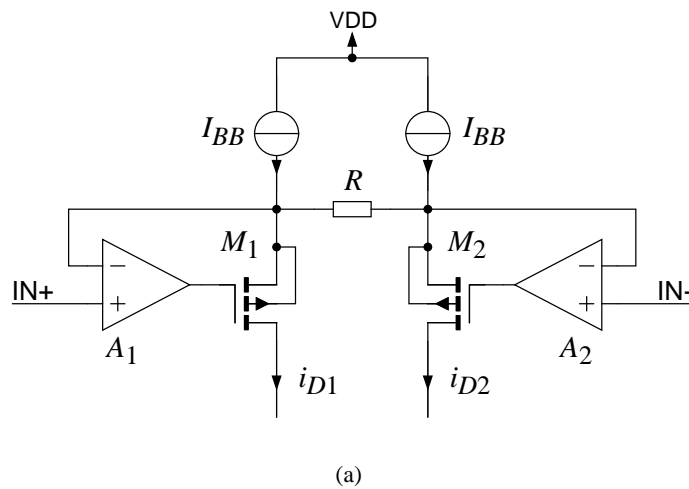 VDD
I_BB I_BB
R
M_1 M_2
− −
IN+ + + IN-
A_1 A_2
i_D1 i_D2
(a)